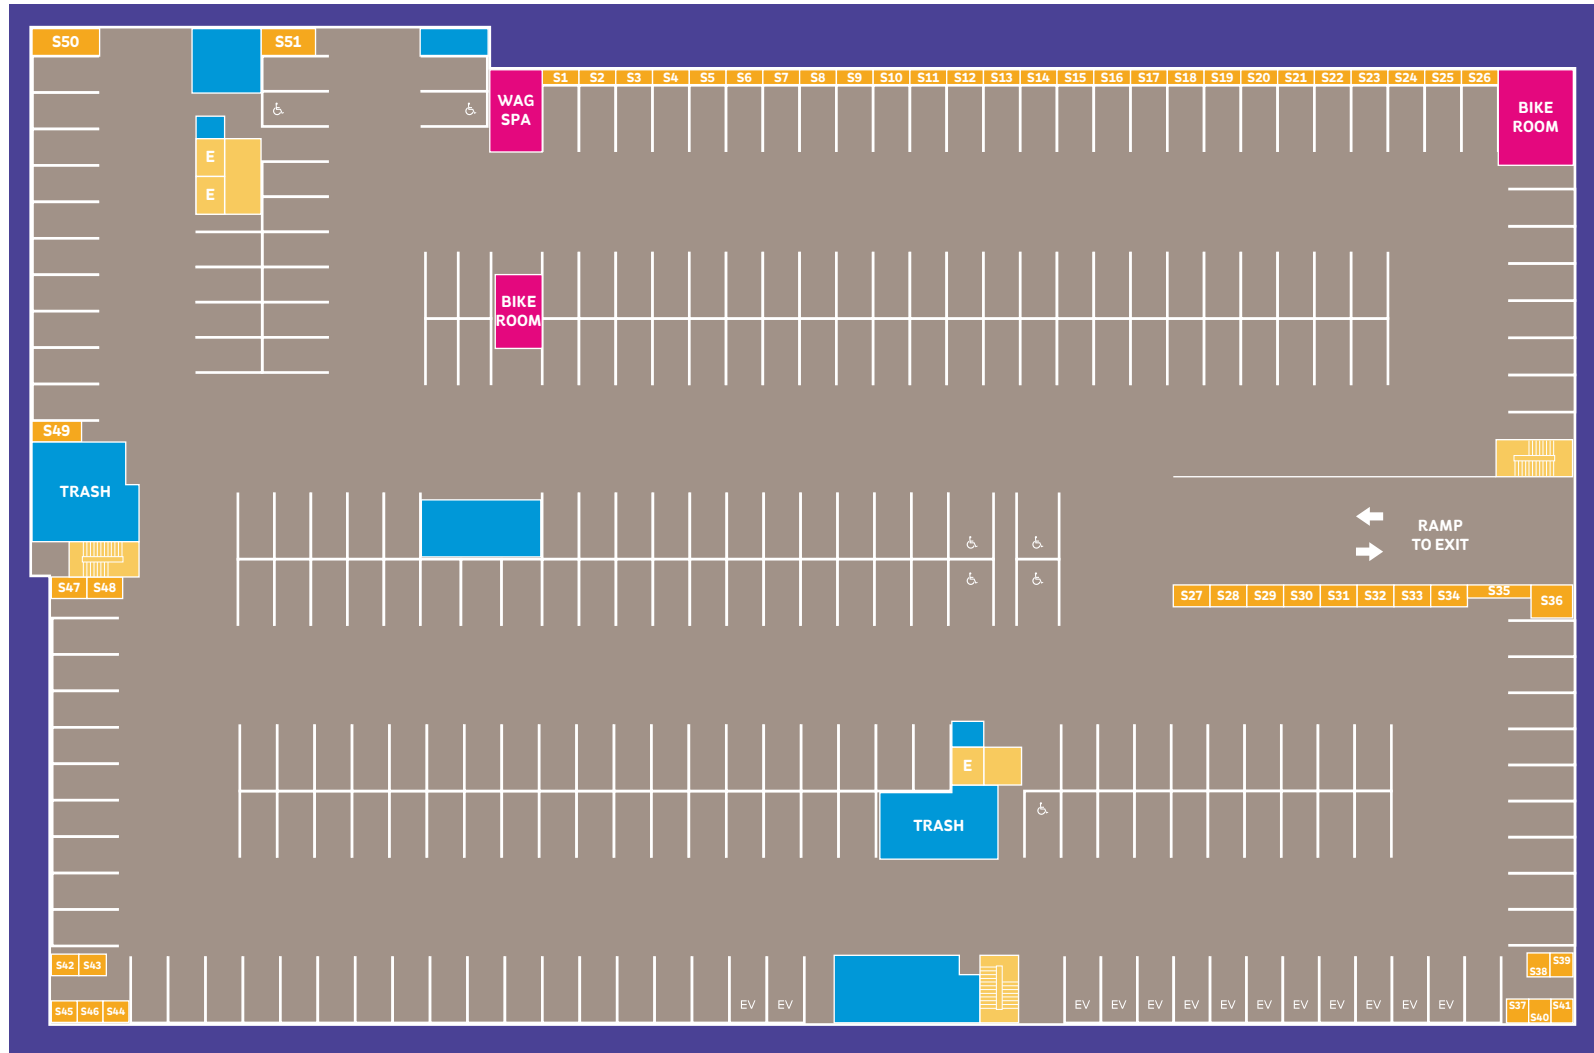 S50
S51
WAG
SPA
S1 S2 S3 S4 S5 S6 S7 S8 S9 S10 S11 S12 S13 S14 S15 S16 S17 S18 S19 S20 S21 S22 S23 S24 S25 S26
BIKE
ROOM
E
E
BIKE
ROOM
S49
TRASH
RAMP
TO EXIT
S47 S48
S27 S28 S29 S30 S31 S32 S33 S34 S35 S36
E
TRASH
S42 S43
S39
S38
EV EV
EV EV EV EV EV EV EV EV EV EV EV
S45 S46 S44
S37 S41
S40